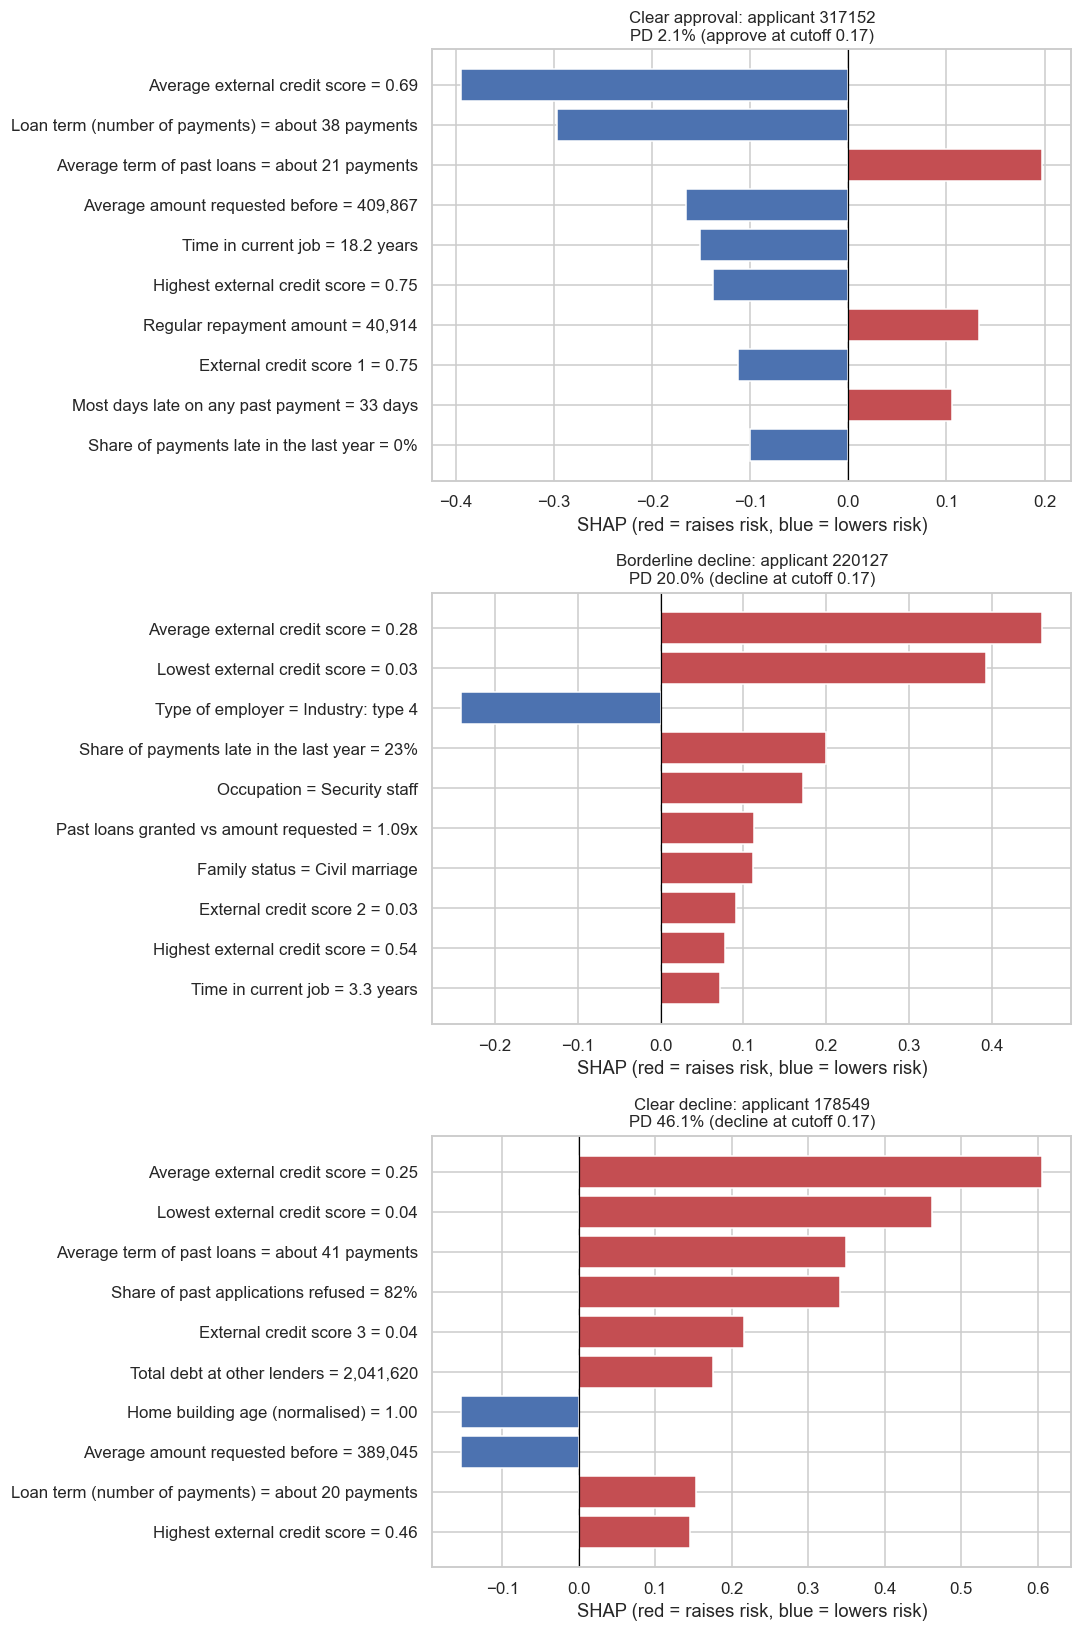 Clear approval: applicant 317152
PD 2.1% (approve at cutoff 0.17)
Average external credit score = 0.69
Loan term (number of payments) = about 38 payments
Average term of past loans = about 21 payments
Average amount requested before = 409,867
Time in current job = 18.2 years
Highest external credit score = 0.75
Regular repayment amount = 40,914
External credit score 1 = 0.75
Most days late on any past payment = 33 days
Share of payments late in the last year = 0%
−0.4 −0.3 −0.2 −0.1 0.0 0.1 0.2
SHAP (red = raises risk, blue = lowers risk)
Borderline decline: applicant 220127
PD 20.0% (decline at cutoff 0.17)
Average external credit score = 0.28
Lowest external credit score = 0.03
Type of employer = Industry: type 4
Share of payments late in the last year = 23%
Occupation = Security staff
Past loans granted vs amount requested = 1.09x
Family status = Civil marriage
External credit score 2 = 0.03
Highest external credit score = 0.54
Time in current job = 3.3 years
−0.2 −0.1 0.0 0.1 0.2 0.3 0.4
SHAP (red = raises risk, blue = lowers risk)
Clear decline: applicant 178549
PD 46.1% (decline at cutoff 0.17)
Average external credit score = 0.25
Lowest external credit score = 0.04
Average term of past loans = about 41 payments
Share of past applications refused = 82%
External credit score 3 = 0.04
Total debt at other lenders = 2,041,620
Home building age (normalised) = 1.00
Average amount requested before = 389,045
Loan term (number of payments) = about 20 payments
Highest external credit score = 0.46
−0.1 0.0 0.1 0.2 0.3 0.4 0.5 0.6
SHAP (red = raises risk, blue = lowers risk)